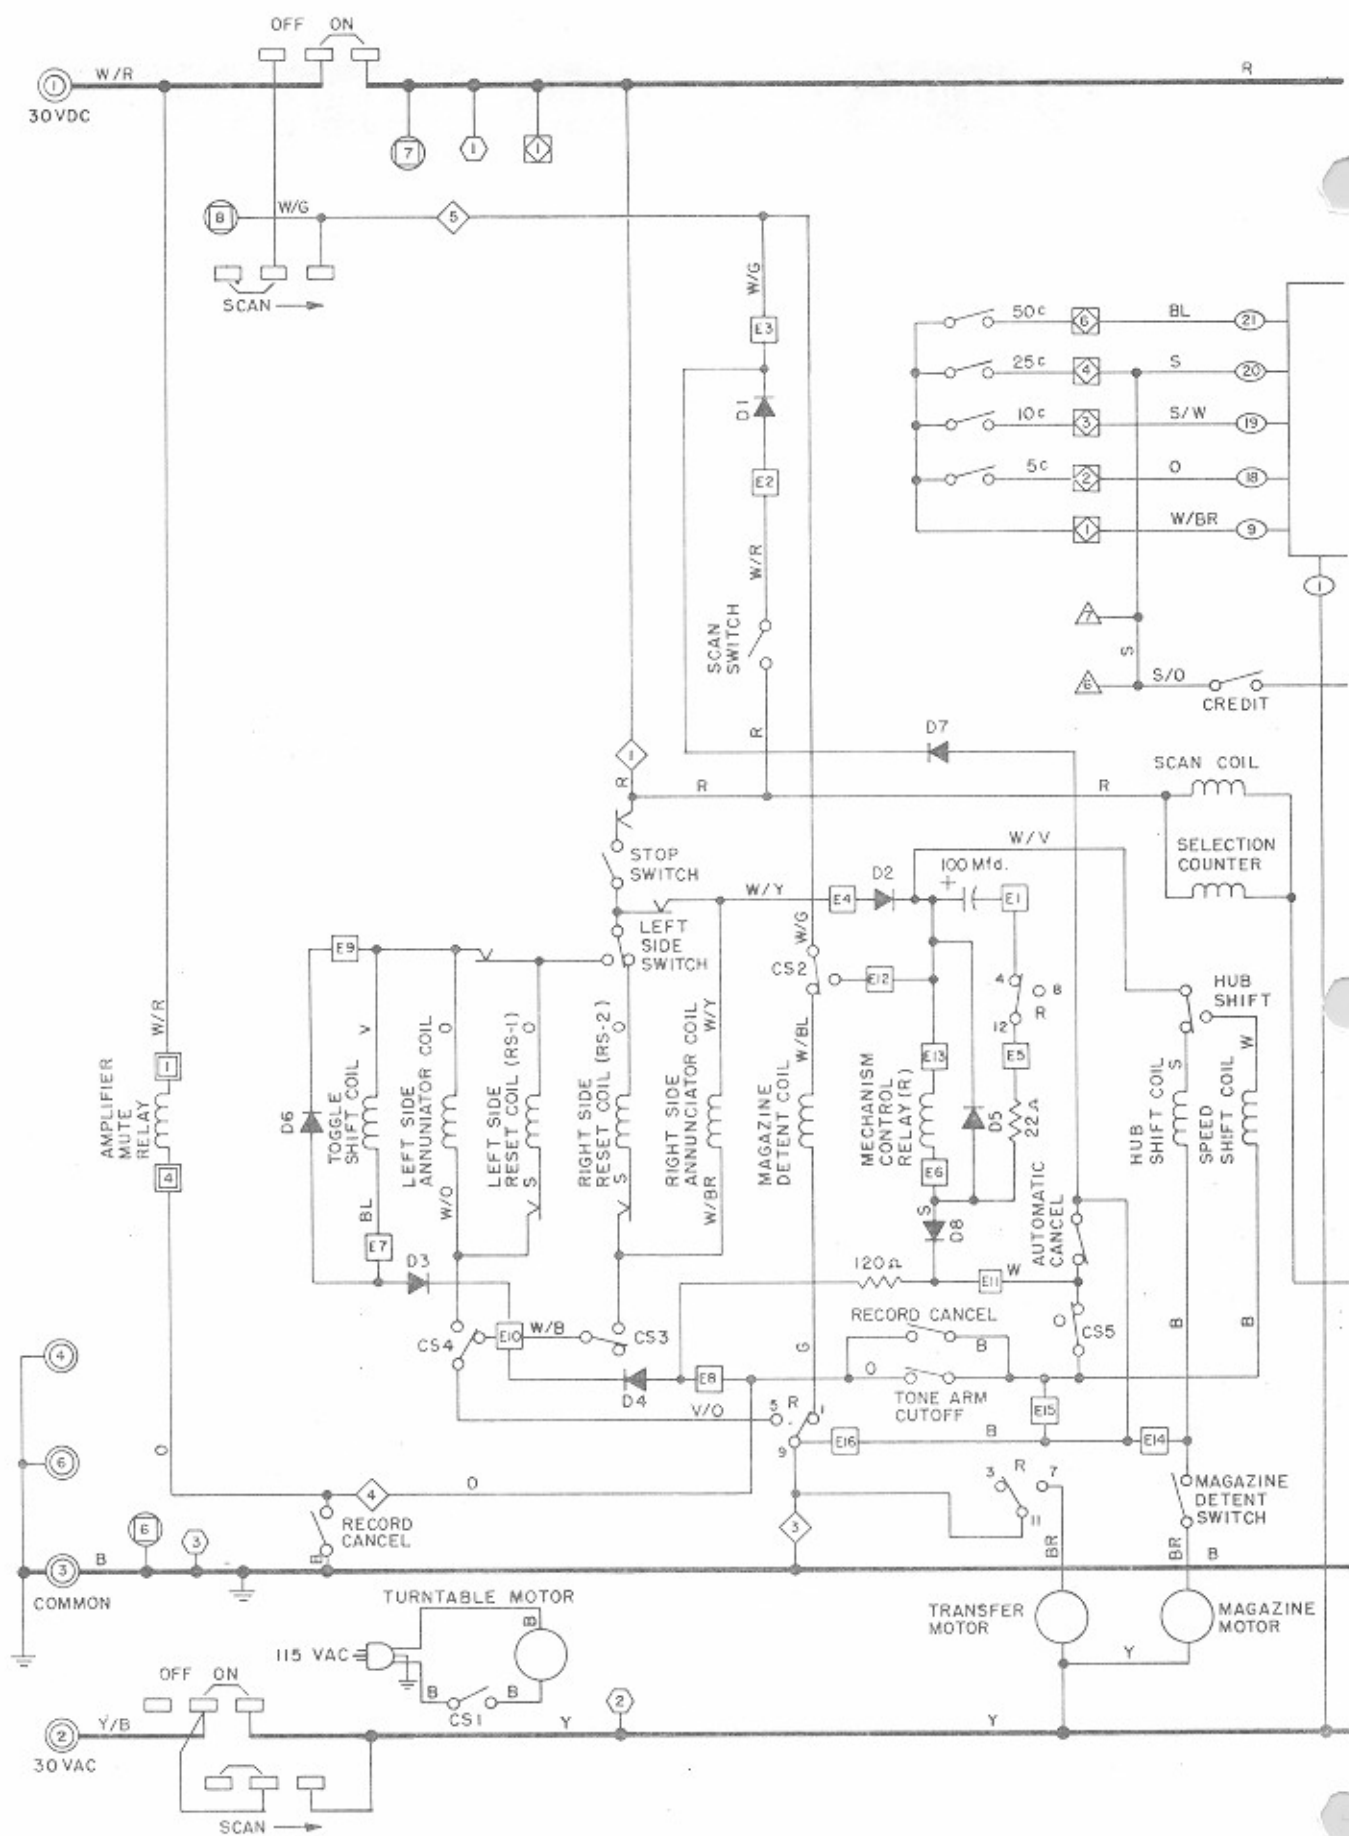 OFF ON
1
W/R
R
30 VDC
7
1
1
8
W/G
5
SCAN
W/G
E3
50¢
6
BL
21
25¢
4
S
20
D1
10¢
3
S/W
19
E2
5¢
2
O
18
1
W/BR
9
W/R
1
SCAN SWITCH
7
S
6
S/O
CREDIT
R
D7
1
SCAN COIL
R
R
R
STOP SWITCH
W/V
SELECTION COUNTER
100 Mfd.
+
D2
W/Y
E4
E1
LEFT SIDE SWITCH
W/G
E9
CS2
E12
4
8
R
12
HUB SHIFT
W/R
V
O
O
O
W/Y
W/BL
E13
E5
S
W
1
AMPLIFIER MUTE RELAY
4
D6
TOGGLE SHIFT COIL
LEFT SIDE ANNUNIATOR COIL
LEFT SIDE RESET COIL (RS-1)
RIGHT SIDE RESET COIL (RS-2)
RIGHT SIDE ANNUNCIATOR COIL
MAGAZINE DETENT COIL
MECHANISM CONTROL RELAY (R)
D5
22Ω
HUB SHIFT COIL
SPEED SHIFT COIL
E6
BL
W/O
S
S
W/BR
S
D8
AUTOMATIC CANCEL
E7
D3
120Ω
E11
W
RECORD CANCEL
CS4
E10
W/B
CS3
G
B
CS5
B
B
4
D4
E8
O
TONE ARM CUTOFF
V/O
5
R
1
E15
9
E16
B
E14
O
6
4
O
3
R
7
11
MAGAZINE DETENT SWITCH
RECORD CANCEL
6
3
3
BR
BR
B
3
B
B
COMMON
TURNTABLE MOTOR
B
TRANSFER MOTOR
MAGAZINE MOTOR
115 VAC
Y
OFF ON
B
B
CS1
2
2
Y/B
Y
Y
30 VAC
SCAN